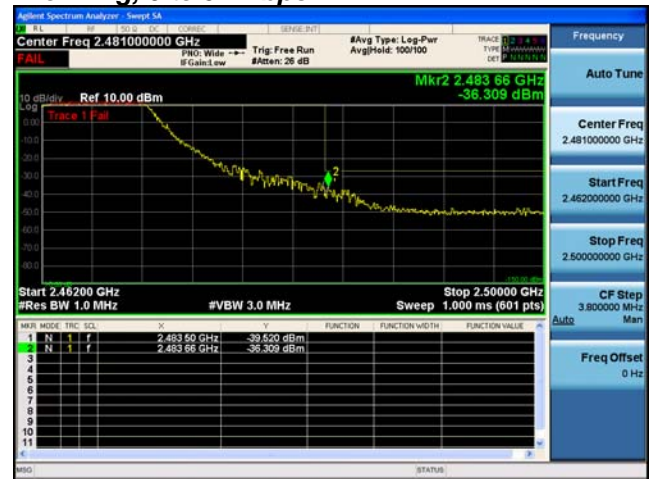 Agilent Spectrum Analyzer - Swept SA
RL RF 50 Ω DC CORREC SENSE:INT
Center Freq 2.481000000 GHz
PNO: Wide
IFGain:Low
Trig: Free Run
#Atten: 26 dB
#Avg Type: Log-Pwr
Avg|Hold: 100/100
TRACE 1 2 3 4 5 6
TYPE
DET P N N N N N
FAIL
Mkr2 2.483 66 GHz
-36.309 dBm
10 dB/div Ref 10.00 dBm
Log
Trace 1 Fail
0.00
-10.0
-20.0
-30.0
-40.0
-50.0
-60.0
-70.0
-80.0
2
Start 2.46200 GHz Stop 2.50000 GHz
#Res BW 1.0 MHz #VBW 3.0 MHz Sweep 1.000 ms (601 pts)
MKR MODE TRC SCL X Y FUNCTION FUNCTION WIDTH FUNCTION VALUE
1 N 1 f 2.483 50 GHz -39.520 dBm
2 N 1 f 2.483 66 GHz -36.309 dBm
3
4
5
6
7
8
9
10
11
MSG STATUS
Frequency
Auto Tune
Center Freq
2.481000000 GHz
Start Freq
2.462000000 GHz
Stop Freq
2.500000000 GHz
CF Step
3.800000 MHz
Auto Man
Freq Offset
0 Hz